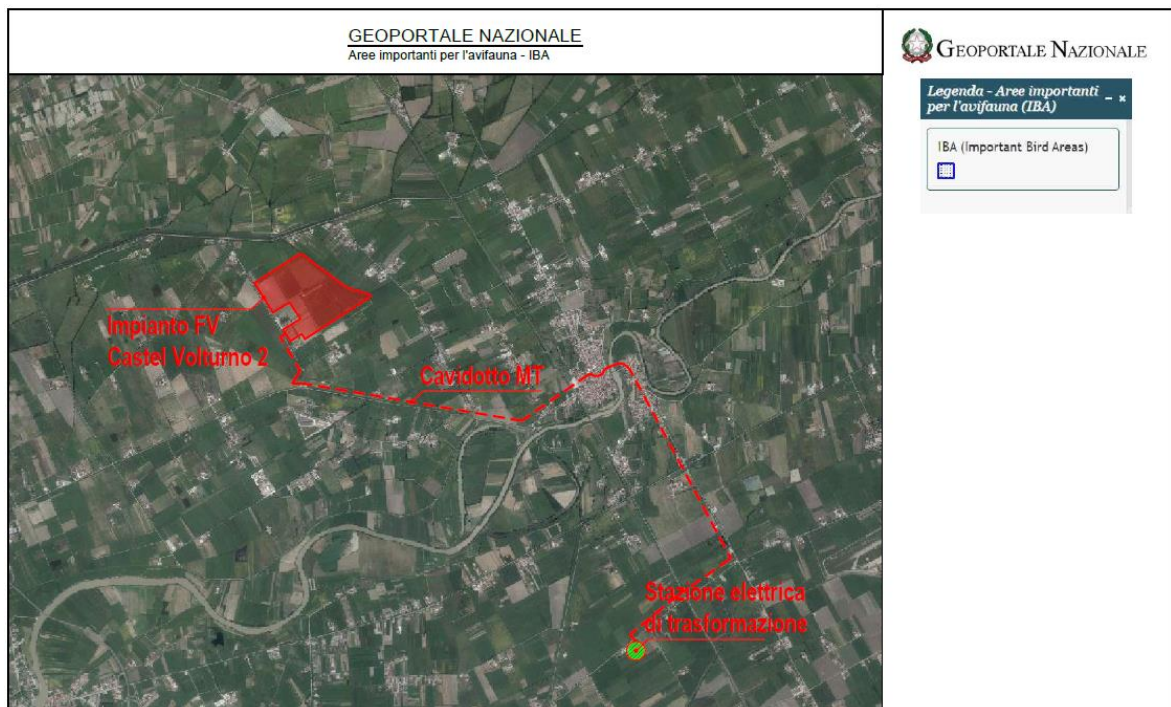 GEOPORTALE NAZIONALE
Aree importanti per l'avifauna - IBA
GEOPORTALE NAZIONALE
Legenda - Aree importanti
per l'avifauna (IBA)
IBA (Important Bird Areas)
Impianto FV
Castel Volturno 2
Cavidotto MT
Stazione elettrica
di trasformazione